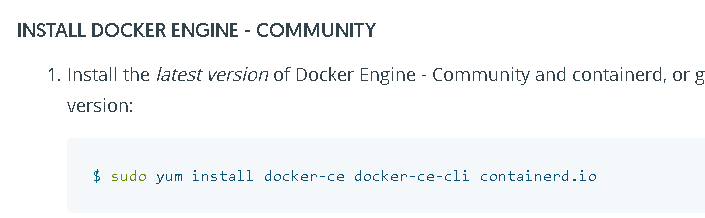 INSTALL DOCKER ENGINE - COMMUNITY
1. Install the latest version of Docker Engine - Community and containerd, or g
version:
$ sudo yum install docker-ce docker-ce-cli containerd.io